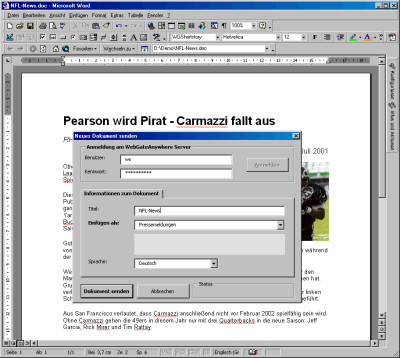 NFL-News.doc - Microsoft Word
Datei Bearbeiten Ansicht Einfügen Format Extras Tabelle Fenster ?
100%
WGShortstory Helvetica 12 F
Favoriten Wechseln zu D:\Demo\NFL-News.doc
Pearson wird Pirat - Carmazzi fallt aus
Juli 2001
Neues Dokument senden
Anmeldung am WebGateAnywhere Server
Benutzer: ws
Kennwort: ***********
Anmelden
Informationen zum Dokument
Titel: NFL-News
Einfügen als: Pressemeldungen
Sprache: Deutsch
Dokument senden Abbrechen Status
während
den
Aus San Francisco verlautet, dass Carmazzi anschließend nicht vor Februar 2002 spielfähig sein wird.
Ohne Carmazzi gehen die 49ers in diesem Jahr nur mit drei Quarterbacks in die neue Saison: Jeff
Garcia, Rick Mirer und Tim Rattay.
Seite 1 Ab 1 1/1 Bei 3,7 cm Ze 2 Sp 6 Englisch (G